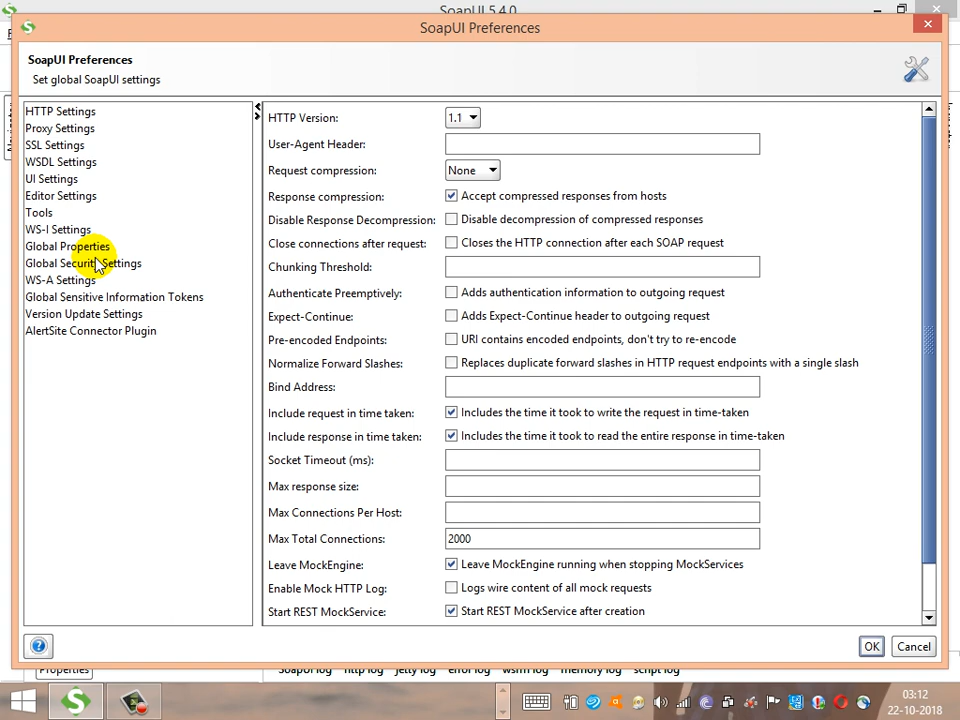 SoapUI 5.4.0
SoapUI Preferences
SoapUI Preferences
Set global SoapUI settings
HTTP Settings
Proxy Settings
SSL Settings
WSDL Settings
UI Settings
Editor Settings
Tools
WS-I Settings
Global Properties
Global Security Settings
WS-A Settings
Global Sensitive Information Tokens
Version Update Settings
AlertSite Connector Plugin
HTTP Version: 1.1
User-Agent Header:
Request compression: None
Response compression: Accept compressed responses from hosts
Disable Response Decompression: Disable decompression of compressed responses
Close connections after request: Closes the HTTP connection after each SOAP request
Chunking Threshold:
Authenticate Preemptively: Adds authentication information to outgoing request
Expect-Continue: Adds Expect-Continue header to outgoing request
Pre-encoded Endpoints: URI contains encoded endpoints, don't try to re-encode
Normalize Forward Slashes: Replaces duplicate forward slashes in HTTP request endpoints with a single slash
Bind Address:
Include request in time taken: Includes the time it took to write the request in time-taken
Include response in time taken: Includes the time it took to read the entire response in time-taken
Socket Timeout (ms):
Max response size:
Max Connections Per Host:
Max Total Connections: 2000
Leave MockEngine: Leave MockEngine running when stopping MockServices
Enable Mock HTTP Log: Logs wire content of all mock requests
Start REST MockService: Start REST MockService after creation
OK Cancel
Properties SoapUI log http log jetty log error log wsrm log memory log script log
03:12
22-10-2018